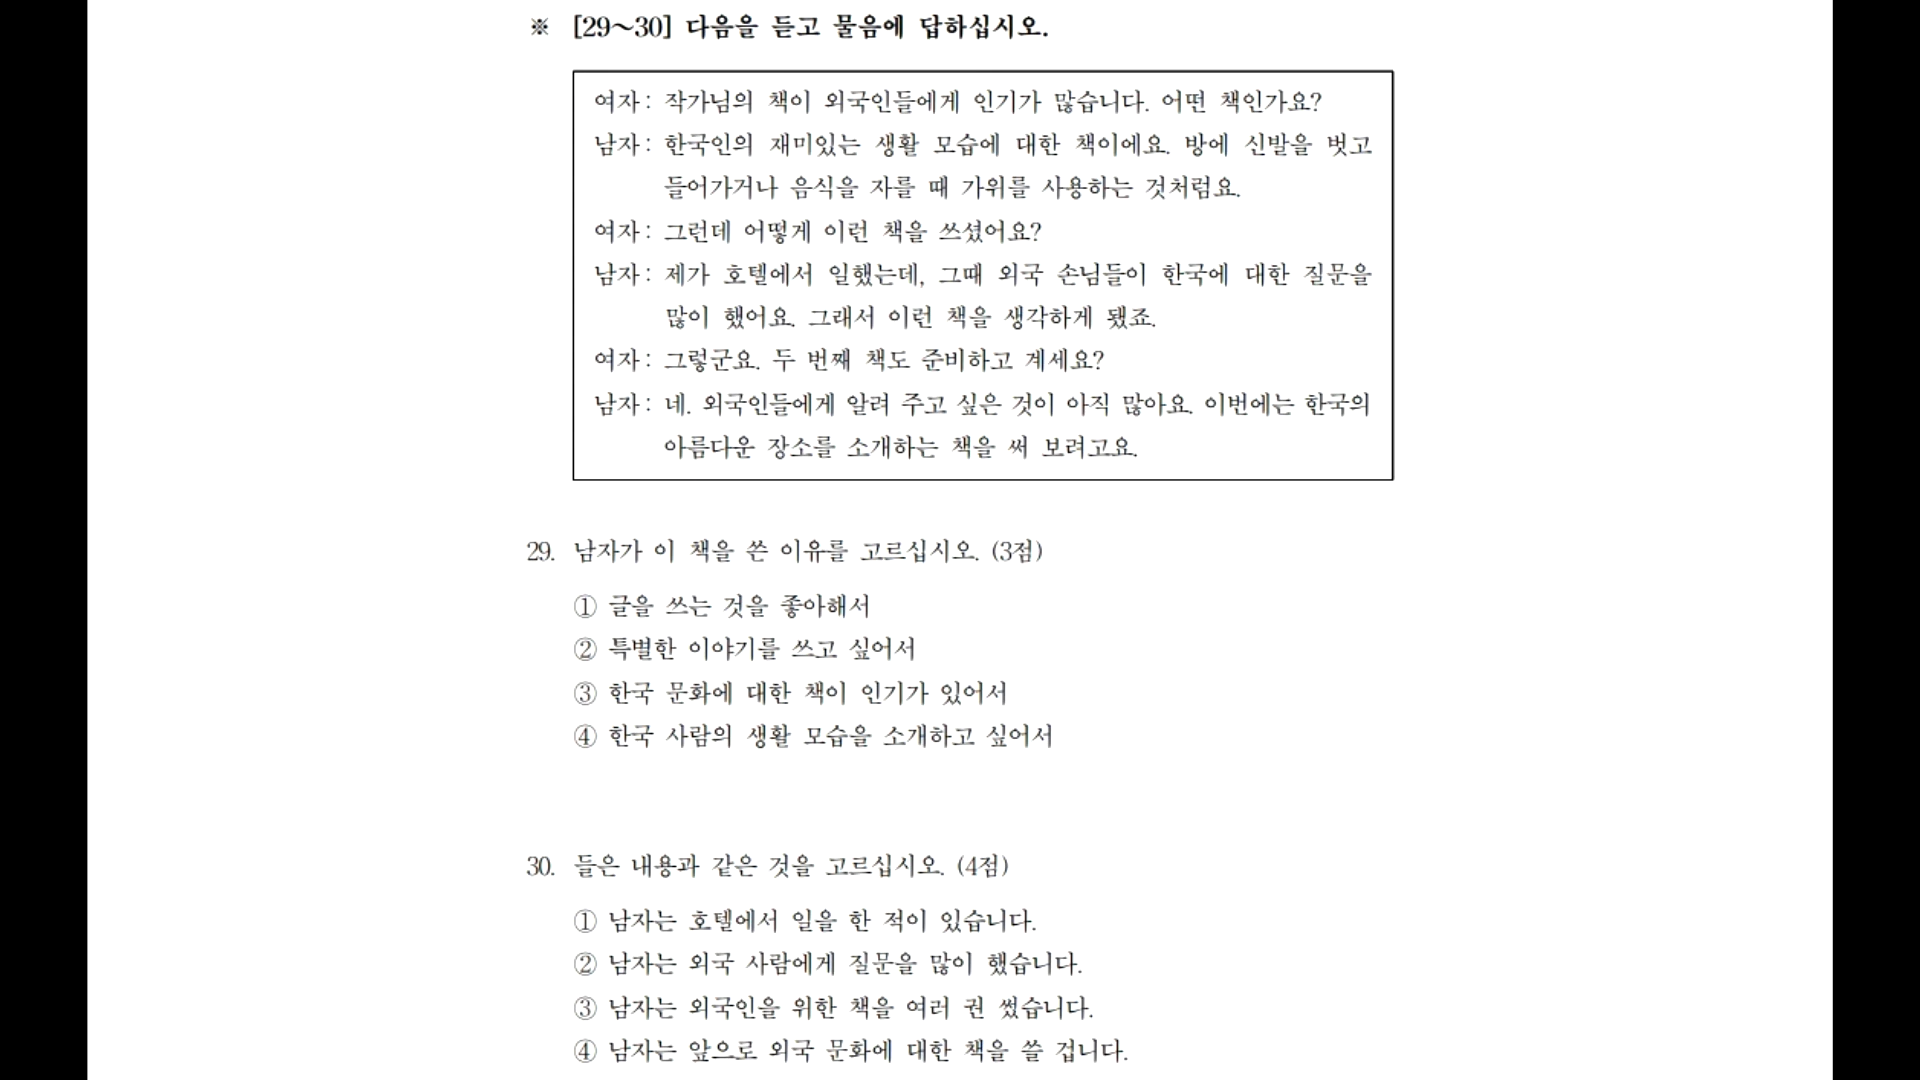 ※ [29～30] 다음을 듣고 물음에 답하십시오.
여자 : 작가님의 책이 외국인들에게 인기가 많습니다. 어떤 책인가요?
남자 : 한국인의 재미있는 생활 모습에 대한 책이에요. 방에 신발을 벗고
들어가거나 음식을 자를 때 가위를 사용하는 것처럼요.
여자 : 그런데 어떻게 이런 책을 쓰셨어요?
남자 : 제가 호텔에서 일했는데, 그때 외국 손님들이 한국에 대한 질문을
많이 했어요. 그래서 이런 책을 생각하게 됐죠.
여자 : 그렇군요. 두 번째 책도 준비하고 계세요?
남자 : 네. 외국인들에게 알려 주고 싶은 것이 아직 많아요. 이번에는 한국의
아름다운 장소를 소개하는 책을 써 보려고요.
29. 남자가 이 책을 쓴 이유를 고르십시오. (3점)
① 글을 쓰는 것을 좋아해서
② 특별한 이야기를 쓰고 싶어서
③ 한국 문화에 대한 책이 인기가 있어서
④ 한국 사람의 생활 모습을 소개하고 싶어서
30. 들은 내용과 같은 것을 고르십시오. (4점)
① 남자는 호텔에서 일을 한 적이 있습니다.
② 남자는 외국 사람에게 질문을 많이 했습니다.
③ 남자는 외국인을 위한 책을 여러 권 썼습니다.
④ 남자는 앞으로 외국 문화에 대한 책을 쓸 겁니다.